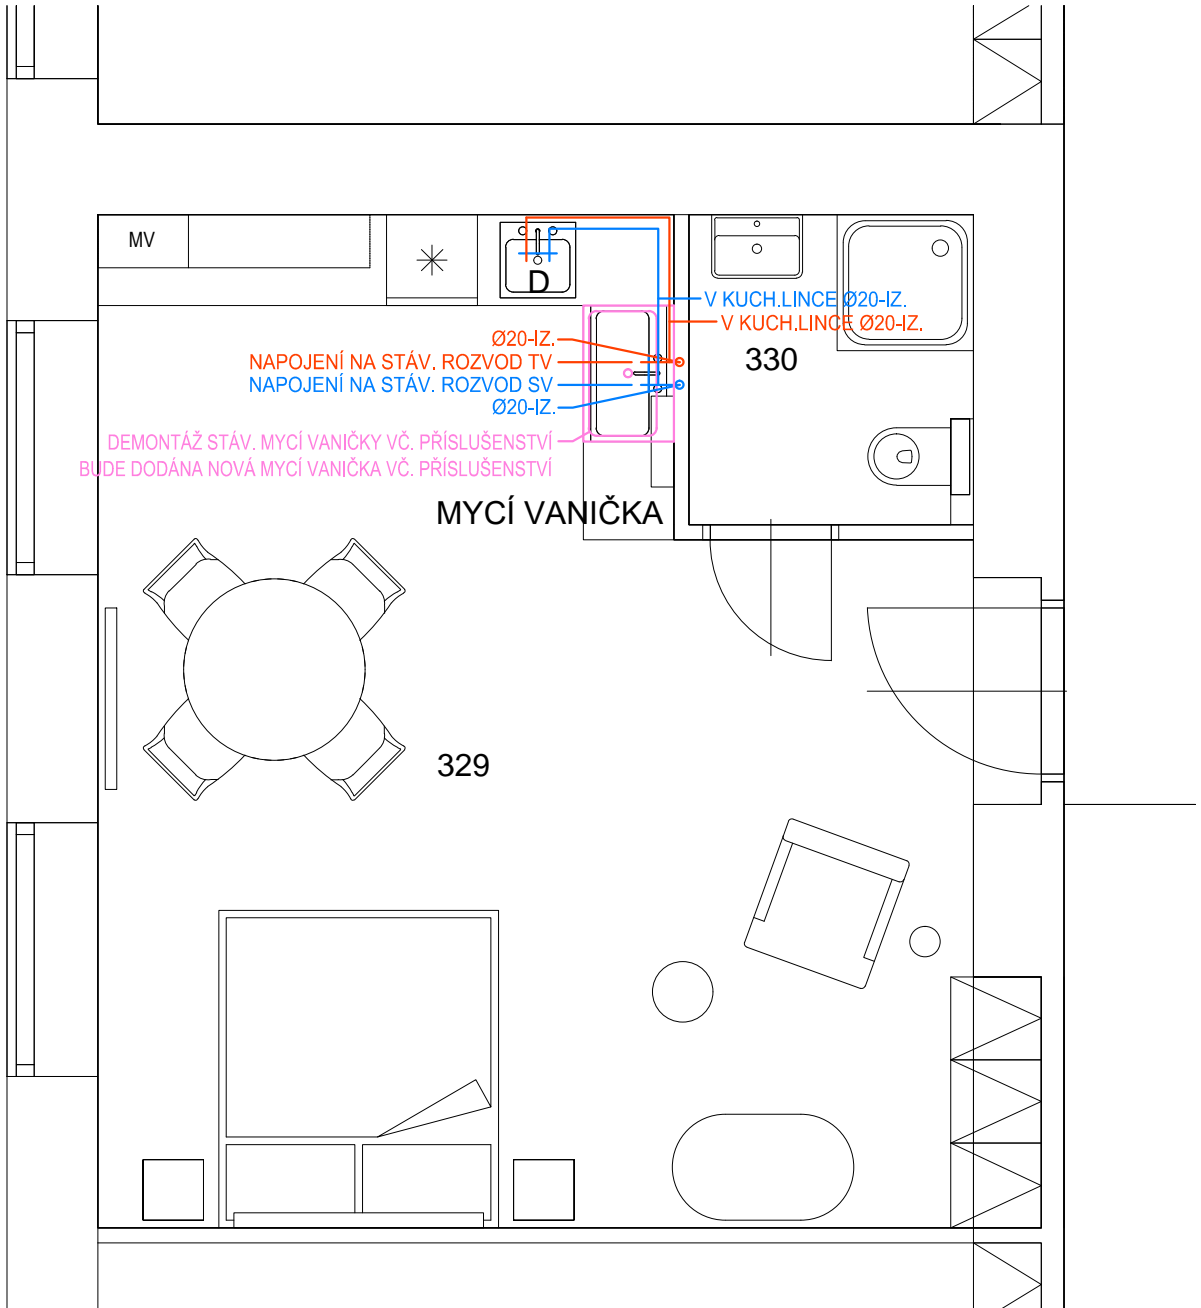 MV
D
V KUCH.LINCE Ø20-IZ.
V KUCH.LINCE Ø20-IZ.
Ø20-IZ.
NAPOJENÍ NA STÁV. ROZVOD TV
NAPOJENÍ NA STÁV. ROZVOD SV
Ø20-IZ.
330
DEMONTÁŽ STÁV. MYCÍ VANIČKY VČ. PŘÍSLUŠENSTVÍ
BUDE DODÁNA NOVÁ MYCÍ VANIČKA VČ. PŘÍSLUŠENSTVÍ
MYCÍ VANIČKA
329